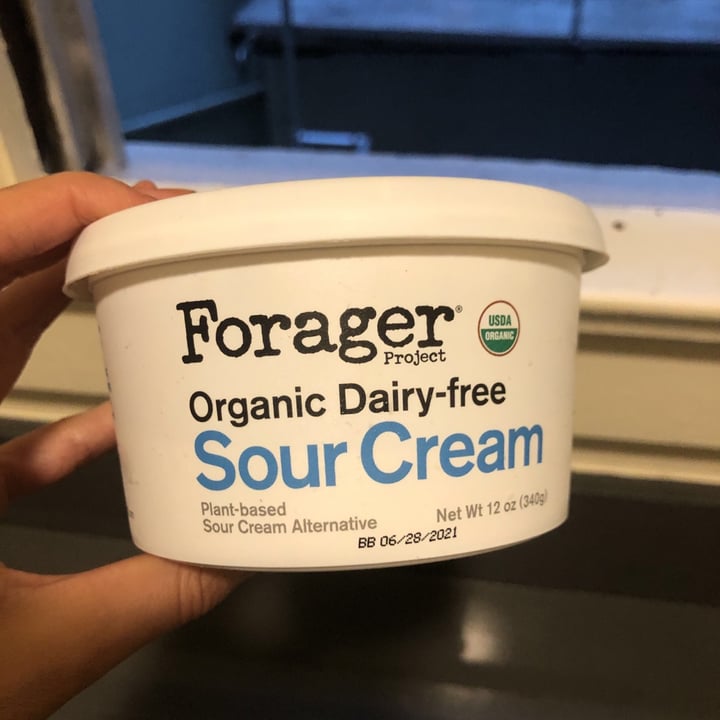 Forager®
Project
USDA
ORGANIC
Organic Dairy-free
Sour Cream
Plant-based
Sour Cream Alternative
Net Wt 12 oz (340g)
BB 06/28/2021